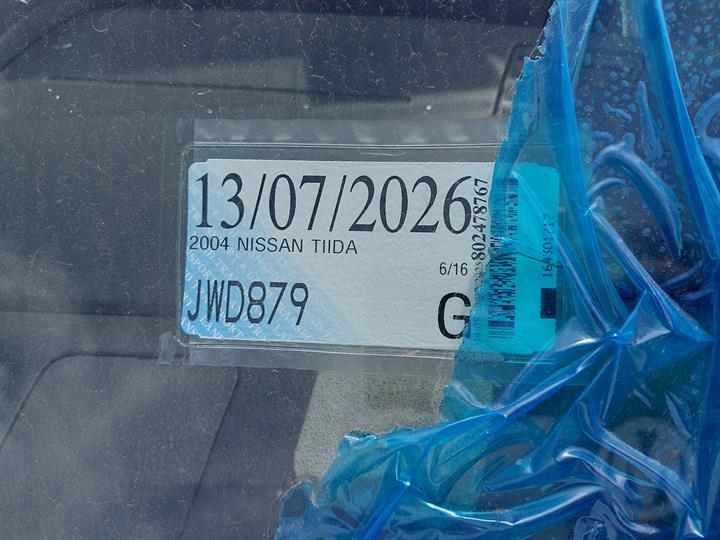 13/07/2026
2004 NISSAN TIIDA
6/16
JWD879
G
802478767